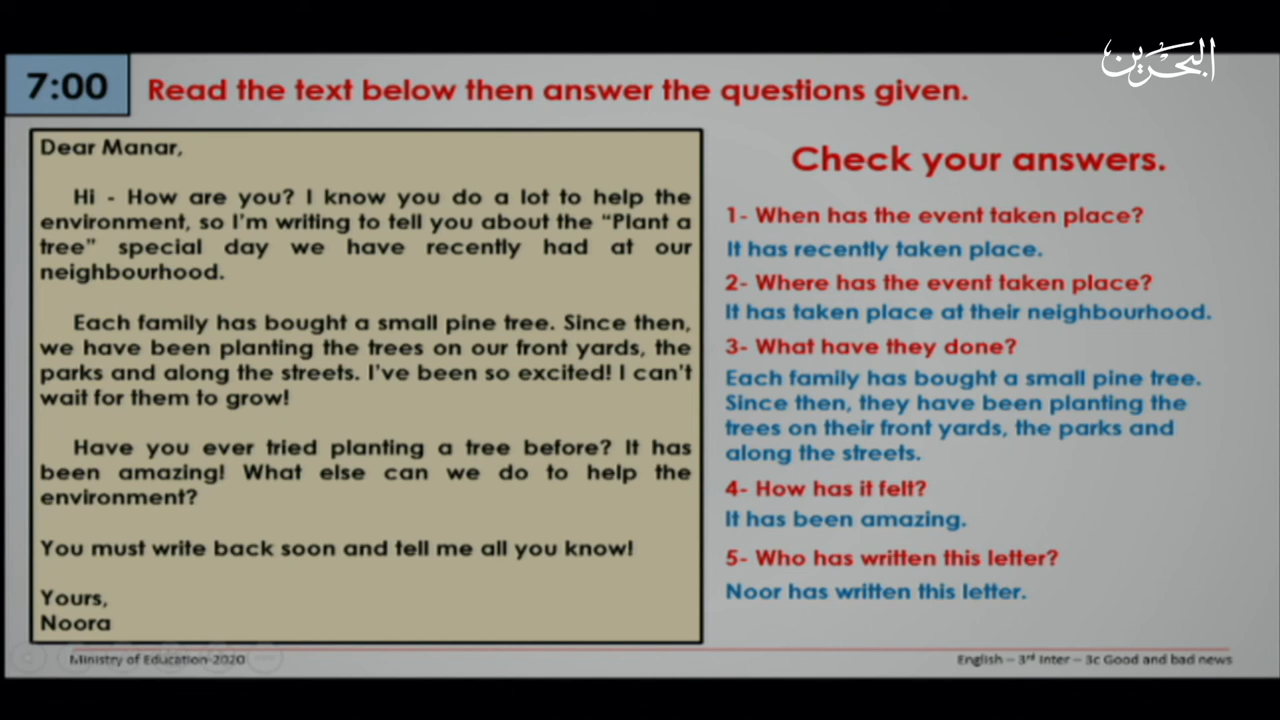 البحرين
7:00
Read the text below then answer the questions given.
Dear Manar,
Hi - How are you? I know you do a lot to help the
environment, so I'm writing to tell you about the "Plant a
tree" special day we have recently had at our
neighbourhood.
Each family has bought a small pine tree. Since then,
we have been planting the trees on our front yards, the
parks and along the streets. I've been so excited! I can't
wait for them to grow!
Have you ever tried planting a tree before? It has
been amazing! What else can we do to help the
environment?
You must write back soon and tell me all you know!
Yours,
Noora
Check your answers.
1- When has the event taken place?
It has recently taken place.
2- Where has the event taken place?
It has taken place at their neighbourhood.
3- What have they done?
Each family has bought a small pine tree.
Since then, they have been planting the
trees on their front yards, the parks and
along the streets.
4- How has it felt?
It has been amazing.
5- Who has written this letter?
Noor has written this letter.
Ministry of Education-2020
English – 3rd Inter – 3c Good and bad news